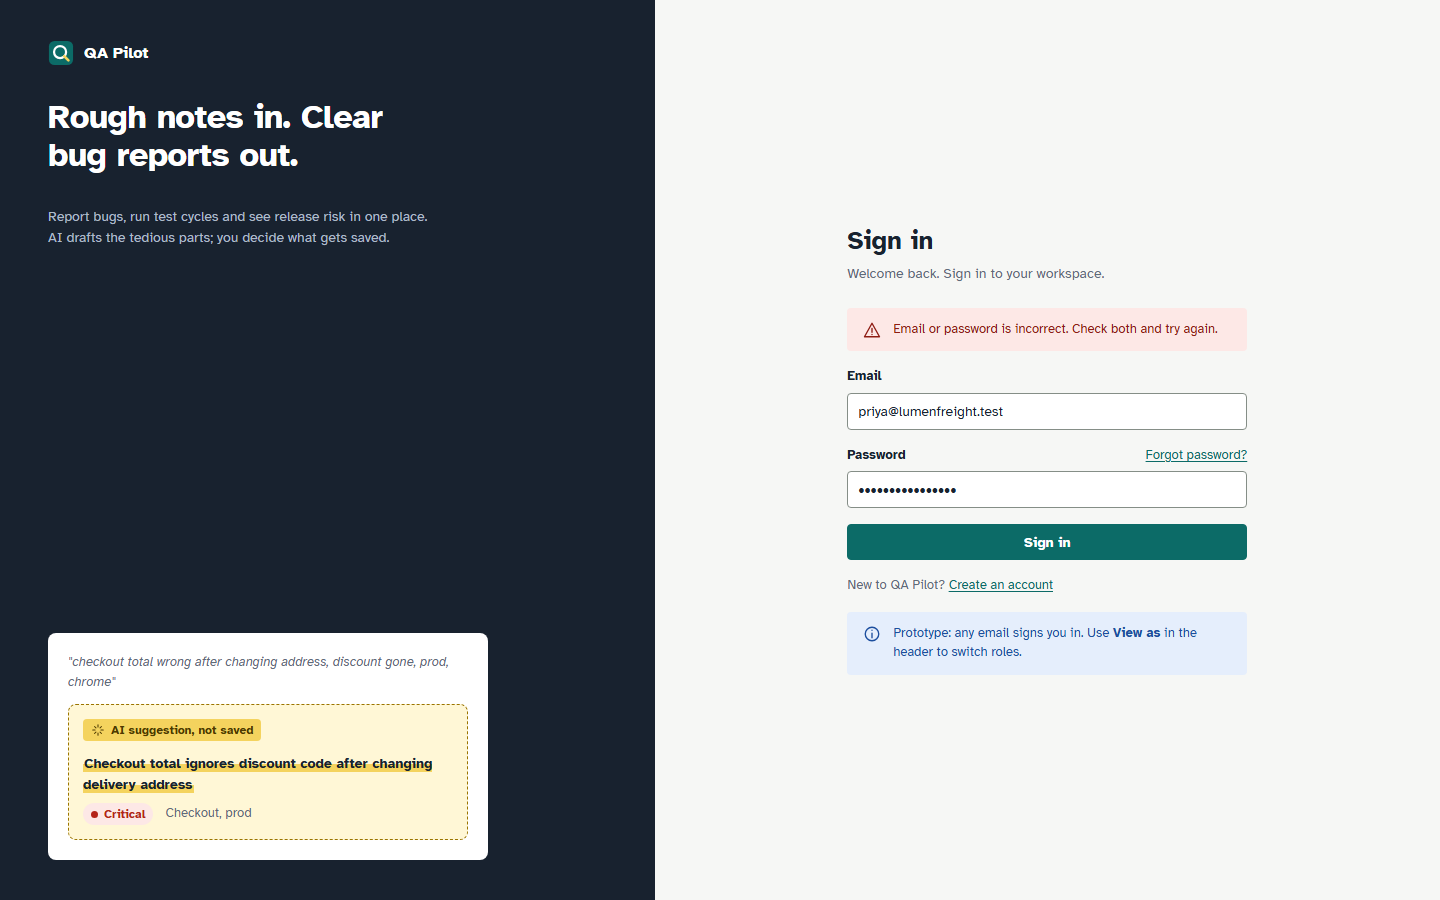 QA Pilot
Rough notes in. Clear
bug reports out.
Report bugs, run test cycles and see release risk in one place.
AI drafts the tedious parts; you decide what gets saved.
"checkout total wrong after changing address, discount gone, prod,
chrome"
AI suggestion, not saved
Checkout total ignores discount code after changing
delivery address
Critical
Checkout, prod
Sign in
Welcome back. Sign in to your workspace.
Email or password is incorrect. Check both and try again.
Email
priya@lumenfreight.test
Password
Forgot password?
••••••••••••••••
Sign in
New to QA Pilot? Create an account
Prototype: any email signs you in. Use View as in the
header to switch roles.